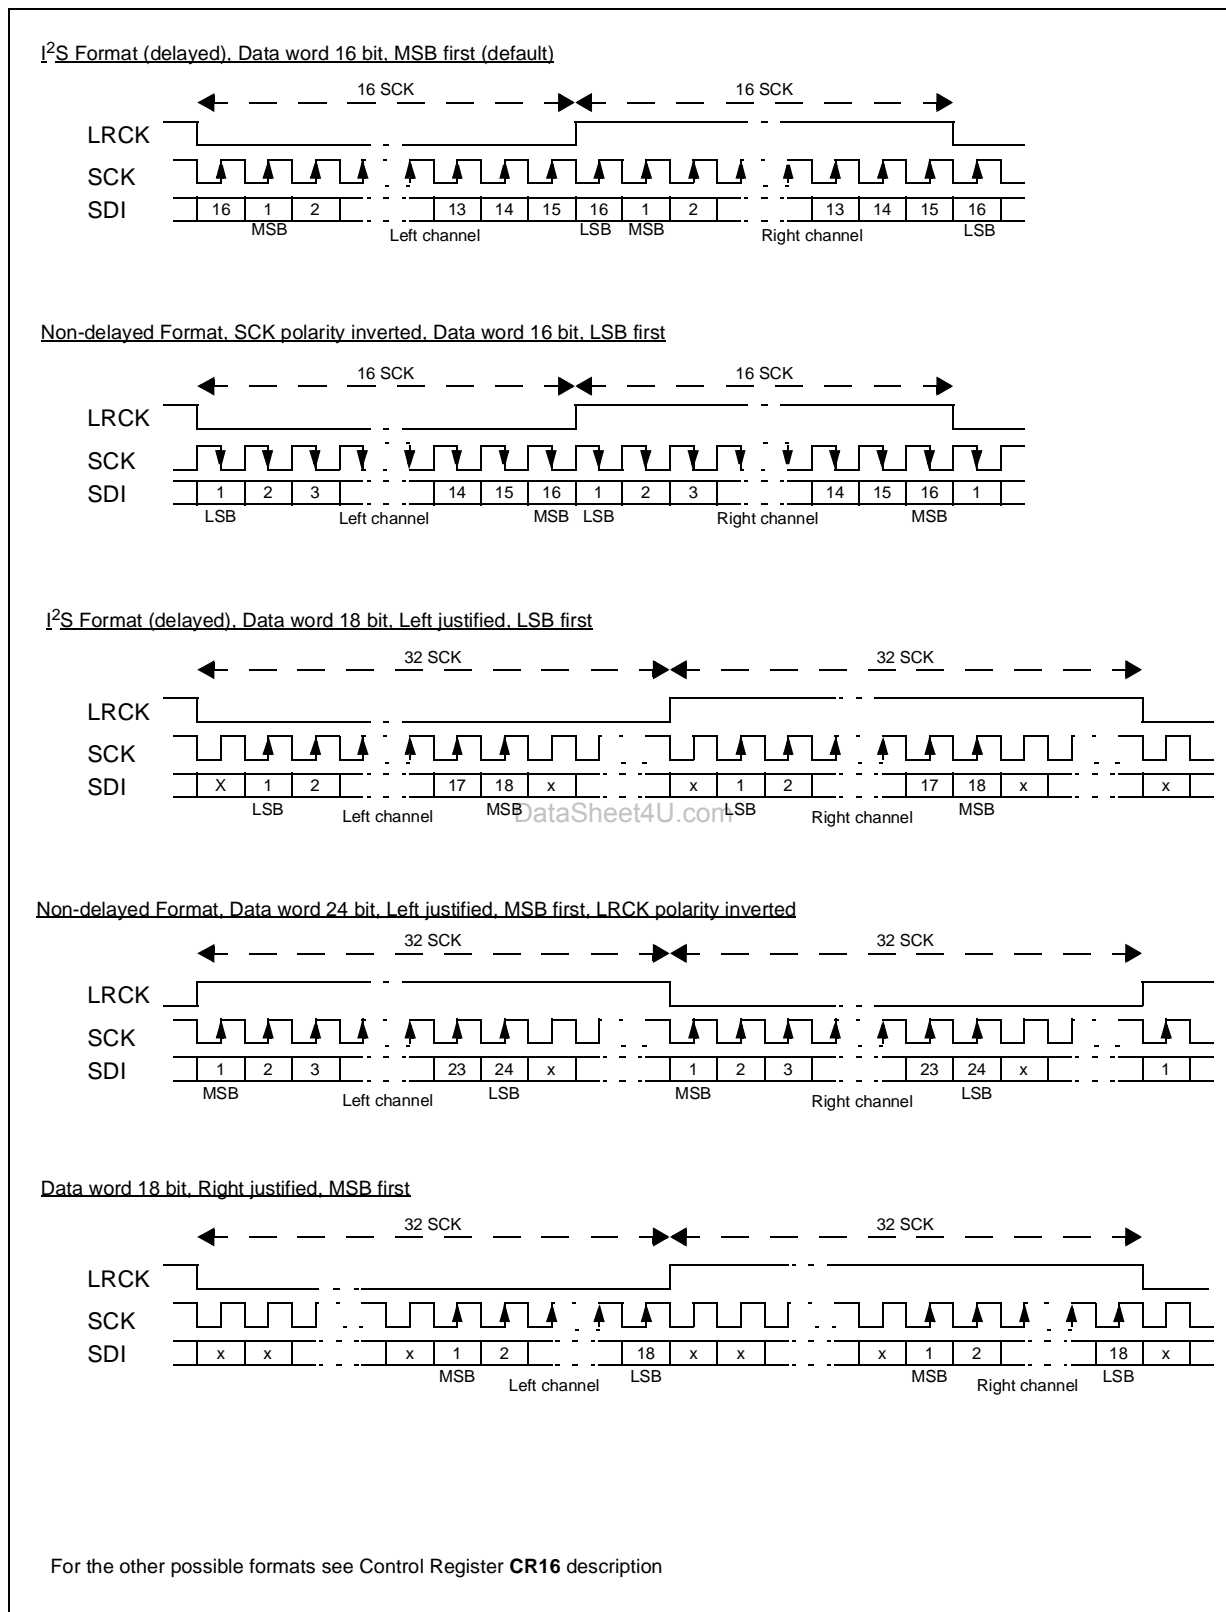 I2S Format (delayed), Data word 16 bit, MSB first (default)
16 SCK 16 SCK
LRCK
SCK
SDI 16 1 2 13 14 15 16 1 2 13 14 15 16
MSB Left channel LSB MSB Right channel LSB
Non-delayed Format, SCK polarity inverted, Data word 16 bit, LSB first
16 SCK 16 SCK
LRCK
SCK
SDI 1 2 3 14 15 16 1 2 3 14 15 16 1
LSB Left channel MSB LSB Right channel MSB
I2S Format (delayed), Data word 18 bit, Left justified, LSB first
32 SCK 32 SCK
LRCK
SCK
SDI X 1 2 17 18 x x 1 2 17 18 x x
LSB Left channel MSB LSB Right channel MSB
DataSheet4U.com
Non-delayed Format, Data word 24 bit, Left justified, MSB first, LRCK polarity inverted
32 SCK 32 SCK
LRCK
SCK
SDI 1 2 3 23 24 x 1 2 3 23 24 x 1
MSB Left channel LSB MSB Right channel LSB
Data word 18 bit, Right justified, MSB first
32 SCK 32 SCK
LRCK
SCK
SDI x x x 1 2 18 x x x 1 2 18 x
MSB Left channel LSB MSB Right channel LSB
For the other possible formats see Control Register CR16 description